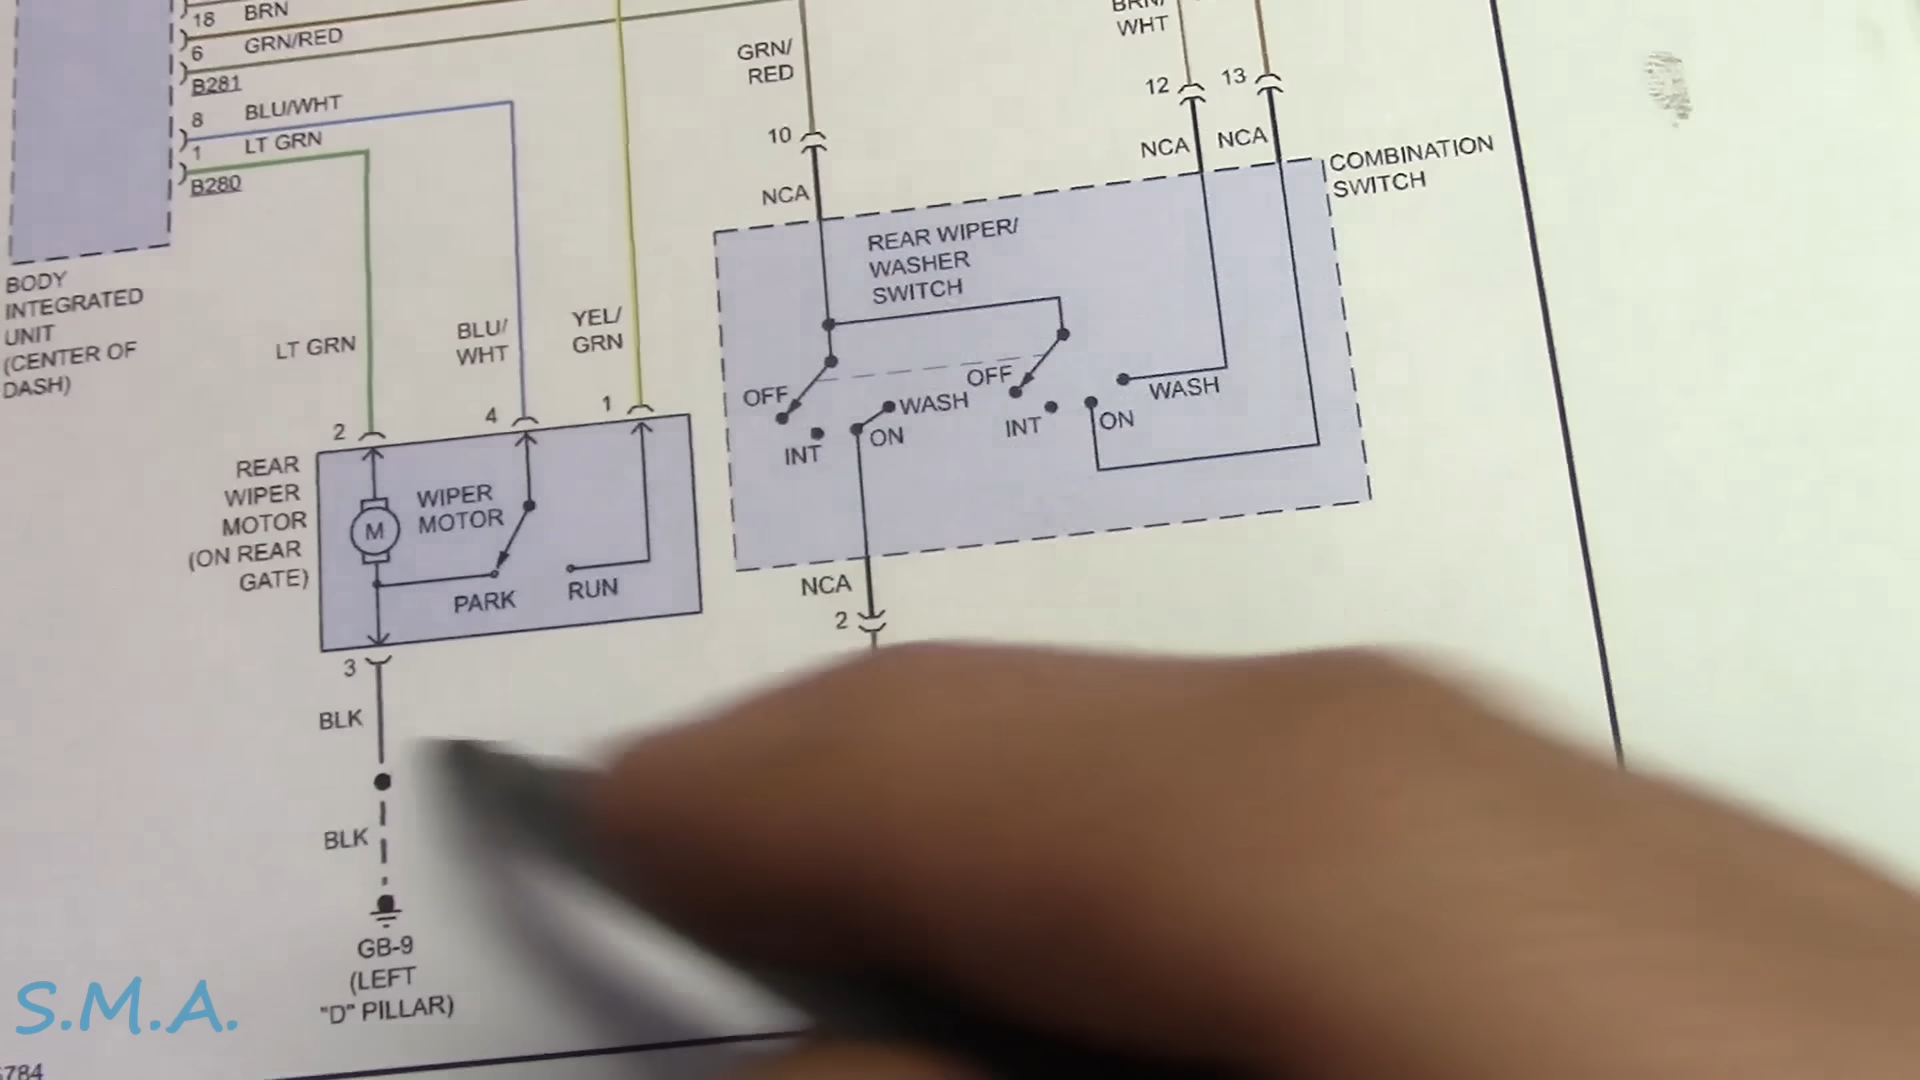 18 BRN
6 GRN/RED
B281
8 BLU/WHT
1 LT GRN
B280
BODY
INTEGRATED
UNIT
(CENTER OF
DASH)
LT GRN
BLU/
WHT
YEL/
GRN
2
4
1
REAR
WIPER
MOTOR
(ON REAR
GATE)
WIPER
MOTOR
M
PARK
RUN
3
BLK
BLK
GB-9
(LEFT
"D" PILLAR)
GRN/
RED
10
NCA
BRN/
WHT
12
13
NCA
NCA
COMBINATION
SWITCH
REAR WIPER/
WASHER
SWITCH
OFF
INT
WASH
ON
OFF
INT
WASH
ON
NCA
2
S.M.A.
6784